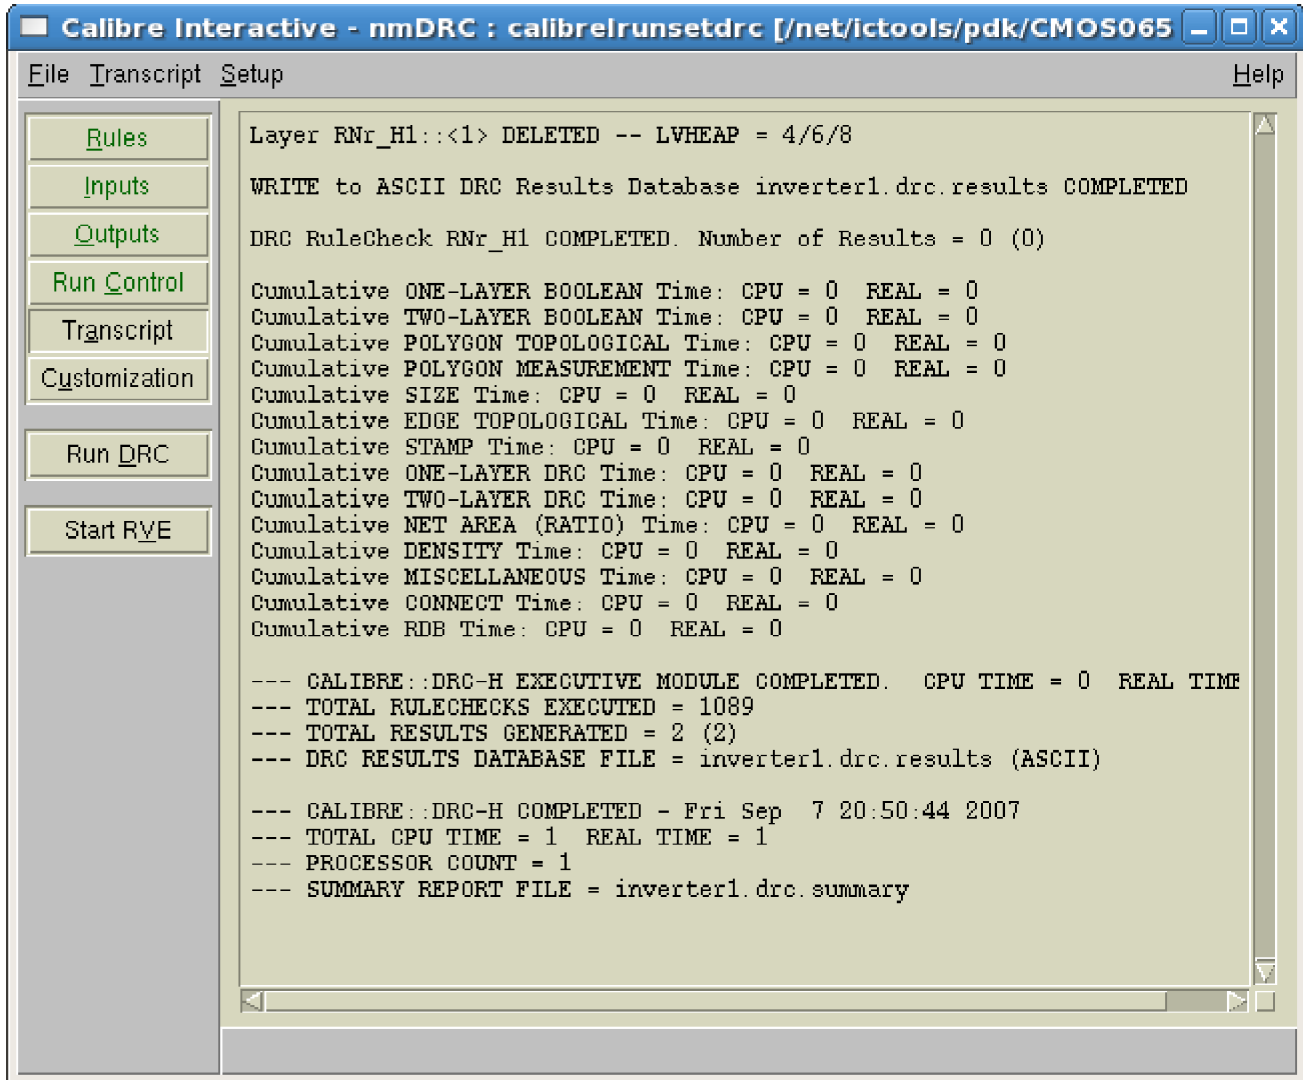 Calibre Interactive - nmDRC : calibreIrunsetdrc [/net/ictools/pdk/CMOS065
File Transcript Setup Help
Rules
Inputs
Outputs
Run Control
Transcript
Customization
Run DRC
Start RVE
Layer RNr_H1::<1> DELETED -- LVHEAP = 4/6/8
WRITE to ASCII DRC Results Database inverter1.drc.results COMPLETED
DRC RuleCheck RNr_H1 COMPLETED. Number of Results = 0 (0)
Cumulative ONE-LAYER BOOLEAN Time: CPU = 0  REAL = 0
Cumulative TWO-LAYER BOOLEAN Time: CPU = 0  REAL = 0
Cumulative POLYGON TOPOLOGICAL Time: CPU = 0  REAL = 0
Cumulative POLYGON MEASUREMENT Time: CPU = 0  REAL = 0
Cumulative SIZE Time: CPU = 0  REAL = 0
Cumulative EDGE TOPOLOGICAL Time: CPU = 0  REAL = 0
Cumulative STAMP Time: CPU = 0  REAL = 0
Cumulative ONE-LAYER DRC Time: CPU = 0  REAL = 0
Cumulative TWO-LAYER DRC Time: CPU = 0  REAL = 0
Cumulative NET AREA (RATIO) Time: CPU = 0  REAL = 0
Cumulative DENSITY Time: CPU = 0  REAL = 0
Cumulative MISCELLANEOUS Time: CPU = 0  REAL = 0
Cumulative CONNECT Time: CPU = 0  REAL = 0
Cumulative RDB Time: CPU = 0  REAL = 0
--- CALIBRE::DRC-H EXECUTIVE MODULE COMPLETED.  CPU TIME = 0  REAL TIME
--- TOTAL RULECHECKS EXECUTED = 1089
--- TOTAL RESULTS GENERATED = 2 (2)
--- DRC RESULTS DATABASE FILE = inverter1.drc.results (ASCII)
--- CALIBRE::DRC-H COMPLETED - Fri Sep  7 20:50:44 2007
--- TOTAL CPU TIME = 1  REAL TIME = 1
--- PROCESSOR COUNT = 1
--- SUMMARY REPORT FILE = inverter1.drc.summary